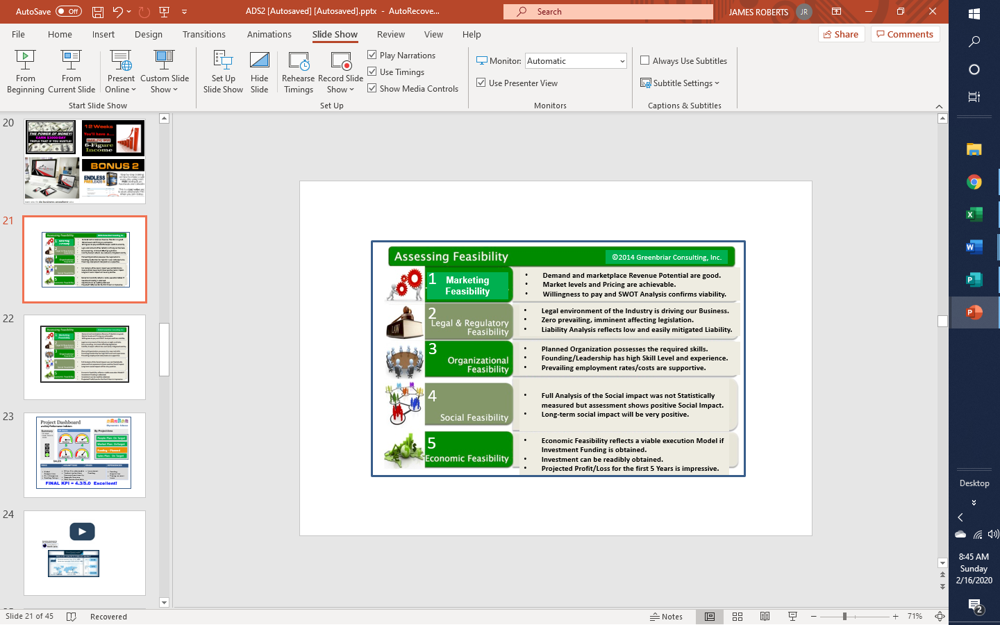 AutoSave Off
ADS2 [Autosaved] [Autosaved].pptx - AutoRecove...
Search
JAMES ROBERTS JR
File Home Insert Design Transitions Animations Slide Show Review View Help
Share Comments
From Beginning
From Current Slide
Present Online
Custom Slide Show
Start Slide Show
Set Up Slide Show
Hide Slide
Rehearse Timings
Record Slide Show
Play Narrations
Use Timings
Show Media Controls
Set Up
Monitor: Automatic
Use Presenter View
Monitors
Always Use Subtitles
Subtitle Settings
Captions & Subtitles
20
THE POWER OF MONEY!
TRIPLE THAT IF YOU HUSTLE!
12 Weeks
You'll have a...
6-Figure
Income
BONUS 2
ENDLESS
21
Assessing Feasibility
22
23
Project Dashboard
FINAL KPI = 4.3/5.0 Excellent!
24
Assessing Feasibility
©2014 Greenbriar Consulting, Inc.
1 Marketing
Feasibility
• Demand and marketplace Revenue Potential are good.
• Market levels and Pricing are achievable.
• Willingness to pay and SWOT Analysis confirms viability.
2
Legal & Regulatory
Feasibility
LAW
• Legal environment of the Industry is driving our Business.
• Zero prevailing, imminent affecting legislation.
• Liability Analysis reflects low and easily mitigated Liability.
3
Organizational
Feasibility
• Planned Organization possesses the required skills.
• Founding/Leadership has high Skill Level and experience.
• Prevailing employment rates/costs are supportive.
4
Social Feasibility
• Full Analysis of the Social impact was not Statistically
measured but assessment shows positive Social Impact.
• Long-term social impact will be very positive.
5
Economic Feasibility
• Economic Feasibility reflects a viable execution Model if
Investment Funding is obtained.
• Investment can be readibly obtained.
• Projected Profit/Loss for the first 5 Years is impressive.
Slide 21 of 45
Recovered
Notes
71%
Desktop
8:45 AM
Sunday
2/16/2020
2